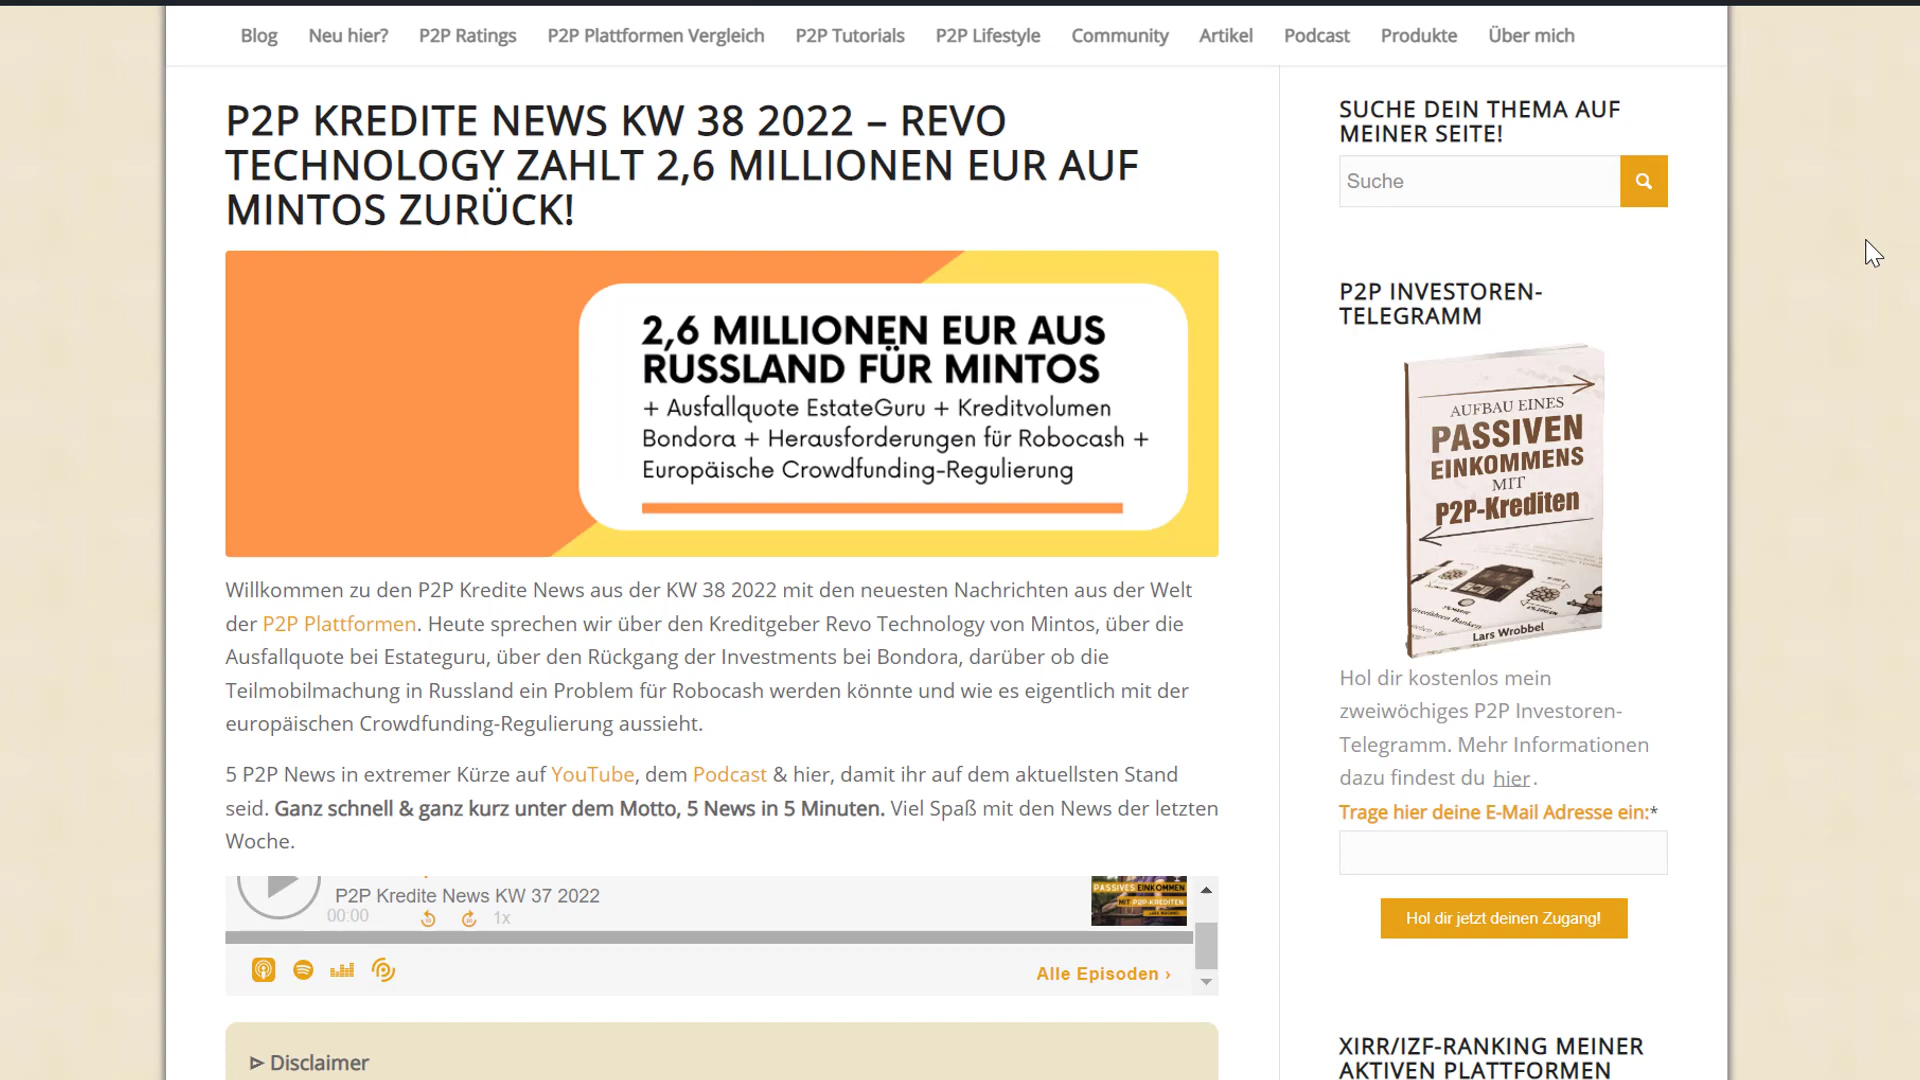 Blog Neu hier? P2P Ratings P2P Plattformen Vergleich P2P Tutorials P2P Lifestyle Community Artikel Podcast Produkte Über mich
P2P KREDITE NEWS KW 38 2022 – REVO
TECHNOLOGY ZAHLT 2,6 MILLIONEN EUR AUF
MINTOS ZURÜCK!
2,6 MILLIONEN EUR AUS
RUSSLAND FÜR MINTOS
+ Ausfallquote EstateGuru + Kreditvolumen
Bondora + Herausforderungen für Robocash +
Europäische Crowdfunding-Regulierung
Willkommen zu den P2P Kredite News aus der KW 38 2022 mit den neuesten Nachrichten aus der Welt
der P2P Plattformen. Heute sprechen wir über den Kreditgeber Revo Technology von Mintos, über die
Ausfallquote bei Estateguru, über den Rückgang der Investments bei Bondora, darüber ob die
Teilmobilmachung in Russland ein Problem für Robocash werden könnte und wie es eigentlich mit der
europäischen Crowdfunding-Regulierung aussieht.
5 P2P News in extremer Kürze auf YouTube, dem Podcast & hier, damit ihr auf dem aktuellsten Stand
seid. Ganz schnell & ganz kurz unter dem Motto, 5 News in 5 Minuten. Viel Spaß mit den News der letzten
Woche.
P2P Kredite News KW 37 2022
00:00 1x
PASSIVES EINKOMMEN
MIT P2P-KREDITEN
Alle Episoden ›
Disclaimer
SUCHE DEIN THEMA AUF
MEINER SEITE!
Suche
P2P INVESTOREN-
TELEGRAMM
AUFBAU EINES
PASSIVEN
EINKOMMENS
MIT
P2P-Krediten
Lars Wrobbel
Hol dir kostenlos mein
zweiwöchiges P2P Investoren-
Telegramm. Mehr Informationen
dazu findest du hier.
Trage hier deine E-Mail Adresse ein:*
Hol dir jetzt deinen Zugang!
XIRR/IZF-RANKING MEINER
AKTIVEN PLATTFORMEN